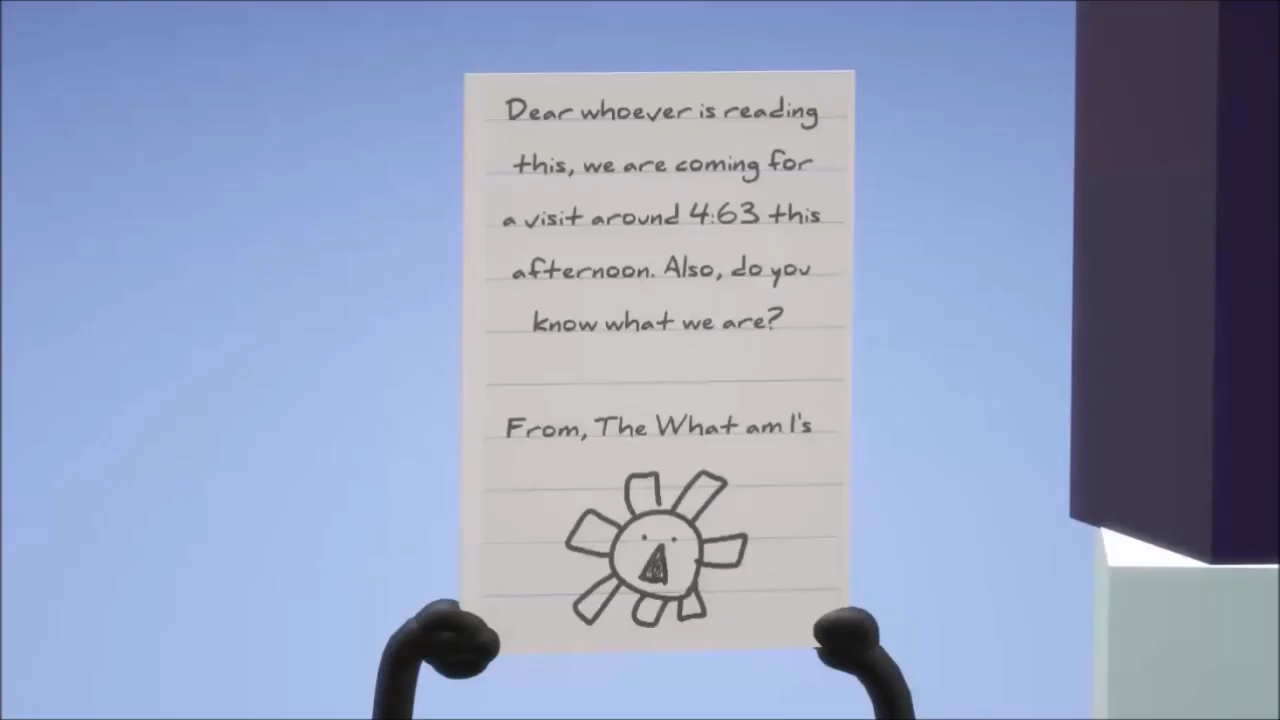 Dear whoever is reading
this, we are coming for
a visit around 4:63 this
afternoon. Also, do you
know what we are?
From, The What am I's